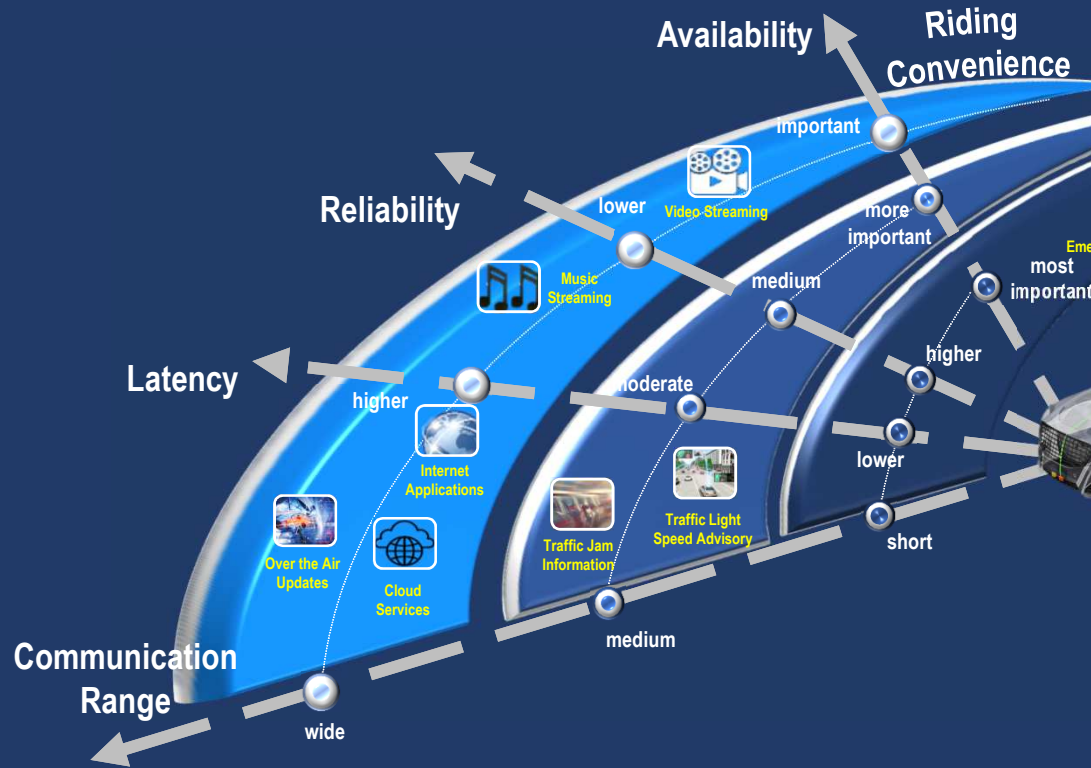 Availability
Riding
Convenience
important
Reliability
lower
Video Streaming
more
important
Music
Streaming
medium
most
important
Latency
higher
moderate
higher
Internet
Applications
lower
Over the Air
Updates
Cloud
Services
Traffic Jam
Information
Traffic Light
Speed Advisory
short
medium
Communication
Range
wide